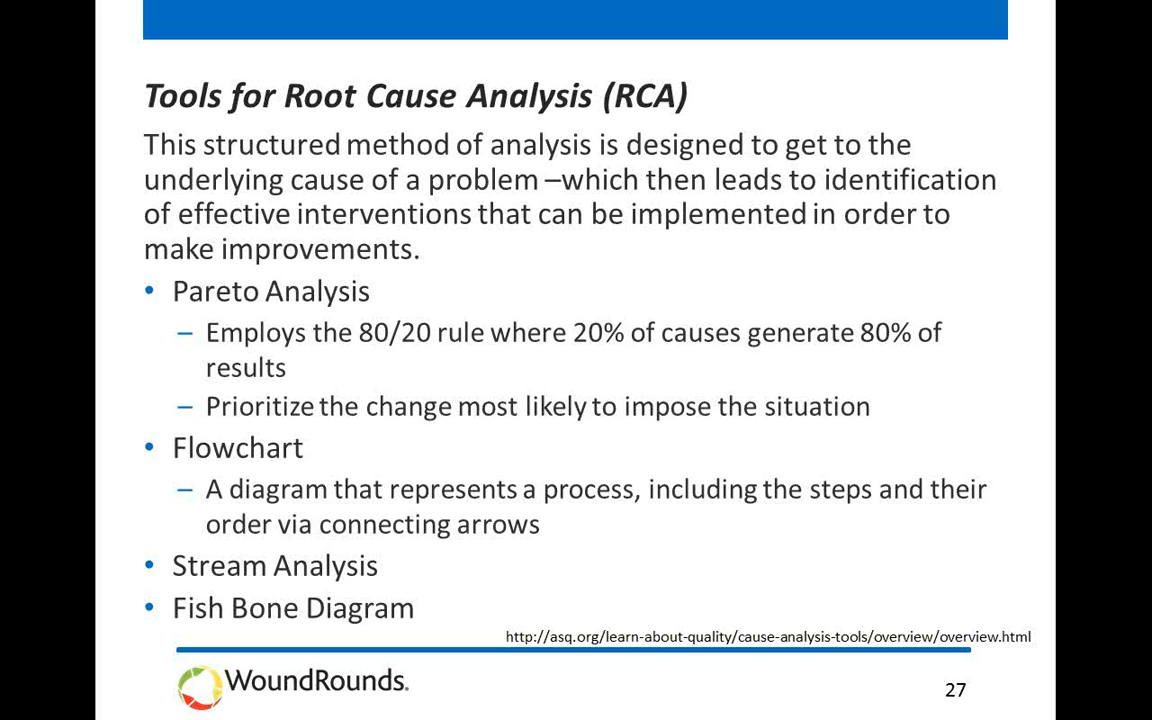 Tools for Root Cause Analysis (RCA)
This structured method of analysis is designed to get to the
underlying cause of a problem –which then leads to identification
of effective interventions that can be implemented in order to
make improvements.
• Pareto Analysis
– Employs the 80/20 rule where 20% of causes generate 80% of
results
– Prioritize the change most likely to impose the situation
• Flowchart
– A diagram that represents a process, including the steps and their
order via connecting arrows
• Stream Analysis
• Fish Bone Diagram
http://asq.org/learn-about-quality/cause-analysis-tools/overview/overview.html
WoundRounds.
27